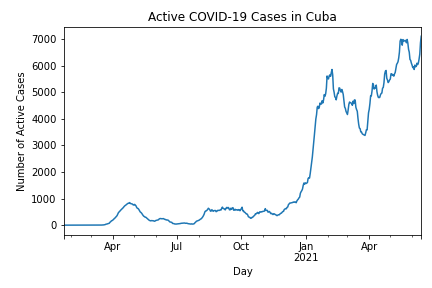 Active COVID-19 Cases in Cuba
Number of Active Cases
7000
6000
5000
4000
3000
2000
1000
0
Apr Jul Oct Jan Apr
2021
Day